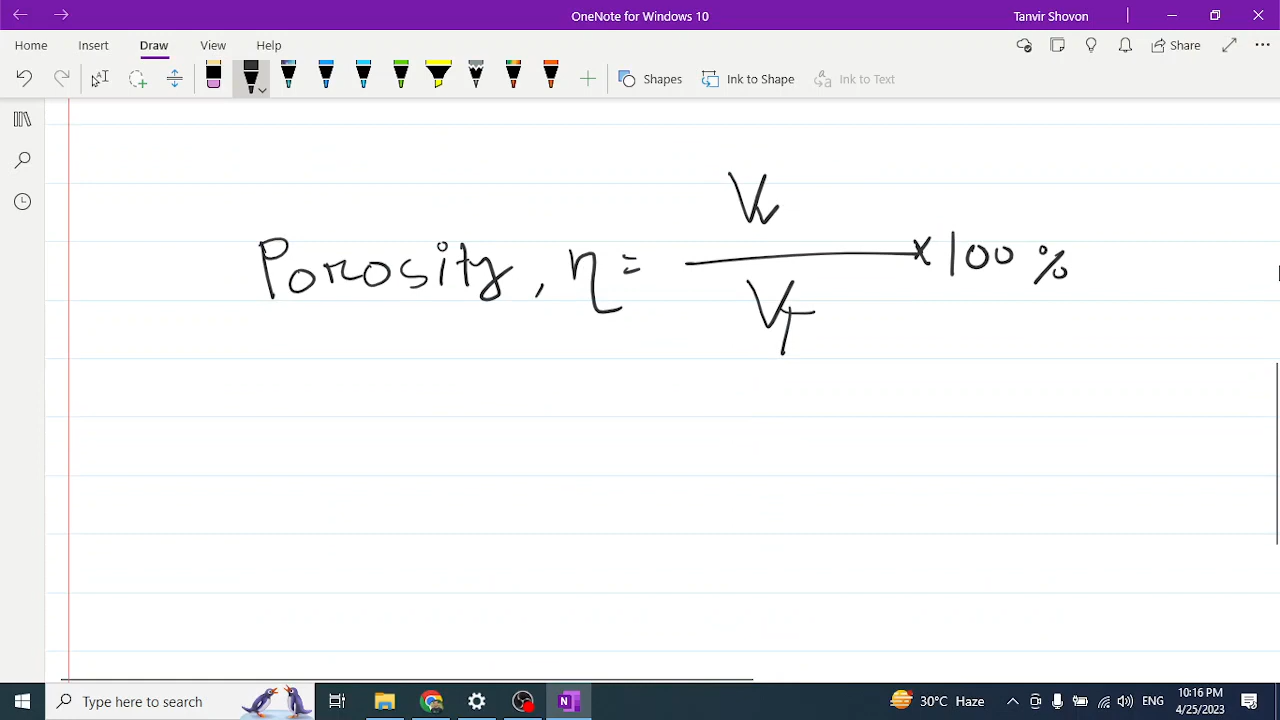 OneNote for Windows 10
Tanvir Shovon
Home Insert Draw View Help
Share
Shapes Ink to Shape Ink to Text
Porosity, η = Vv / VT × 100 %
Type here to search
30°C Haze
ENG
10:16 PM
4/25/2023